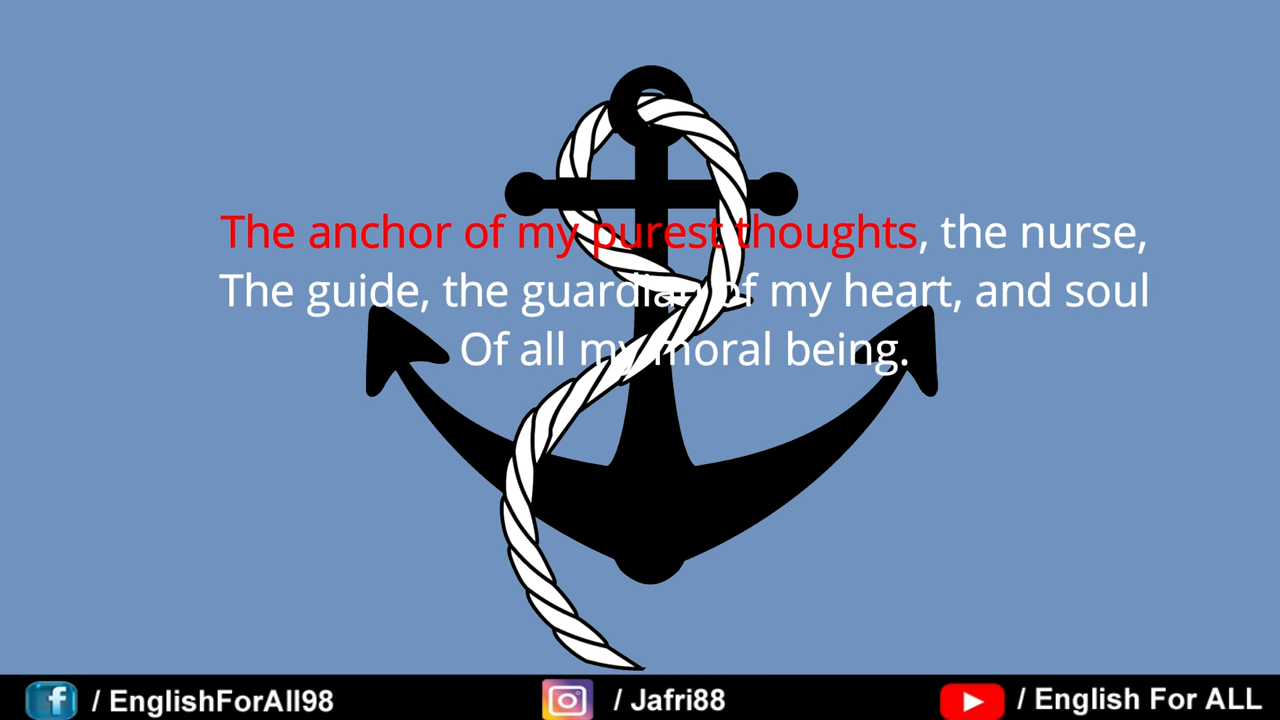 The anchor of my purest thoughts, the nurse,
The guide, the guardian of my heart, and soul
Of all my moral being.
/ EnglishForAll98
/ Jafri88
/ English For ALL